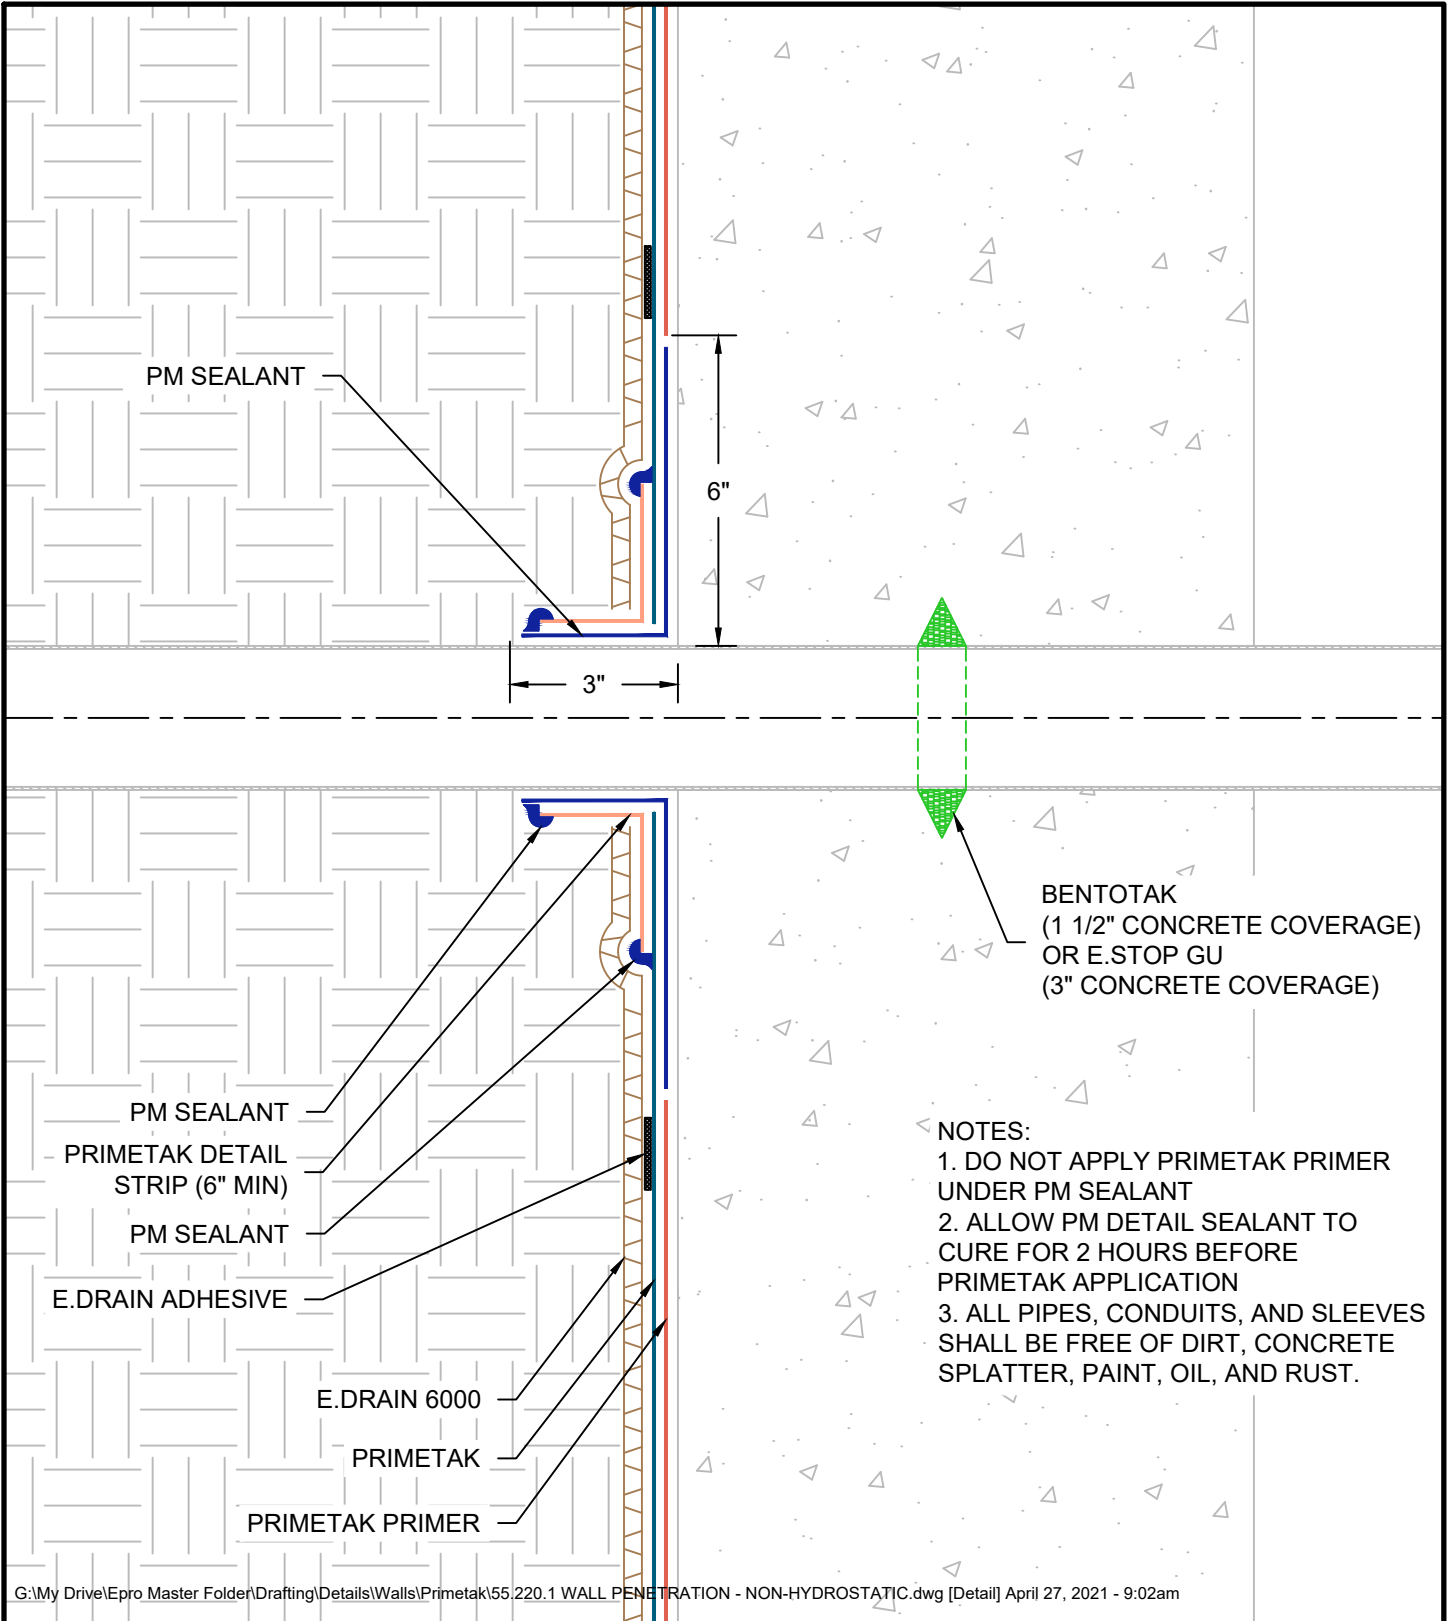 PM SEALANT
6"
3"
BENTOTAK
(1 1/2" CONCRETE COVERAGE)
OR E.STOP GU
(3" CONCRETE COVERAGE)
PM SEALANT
PRIMETAK DETAIL
STRIP (6" MIN)
PM SEALANT
E.DRAIN ADHESIVE
E.DRAIN 6000
PRIMETAK
PRIMETAK PRIMER
NOTES:
1. DO NOT APPLY PRIMETAK PRIMER
UNDER PM SEALANT
2. ALLOW PM DETAIL SEALANT TO
CURE FOR 2 HOURS BEFORE
PRIMETAK APPLICATION
3. ALL PIPES, CONDUITS, AND SLEEVES
SHALL BE FREE OF DIRT, CONCRETE
SPLATTER, PAINT, OIL, AND RUST.
G:\My Drive\Epro Master Folder\Drafting\Details\Walls\Primetak\55.220.1 WALL PENETRATION - NON-HYDROSTATIC.dwg [Detail] April 27, 2021 - 9:02am